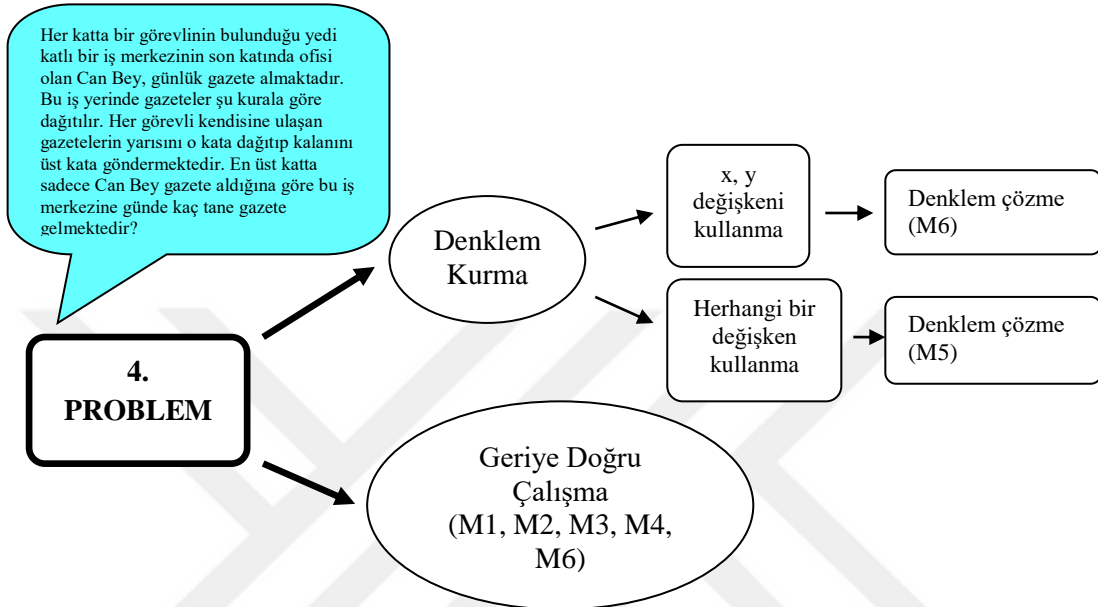 Her katta bir görevlinin bulunduğu yedi
katlı bir iş merkezinin son katında ofisi
olan Can Bey, günlük gazete almaktadır.
Bu iş yerinde gazeteler şu kurala göre
dağıtılır. Her görevli kendisine ulaşan
gazetelerin yarısını o kata dağıtıp kalanını
üst kata göndermektedir. En üst katta
sadece Can Bey gazete aldığına göre bu iş
merkezine günde kaç tane gazete
gelmektedir?
4.
PROBLEM
Denklem
Kurma
x, y
değişkeni
kullanma
Denklem çözme
(M6)
Herhangi bir
değişken
kullanma
Denklem çözme
(M5)
Geriye Doğru
Çalışma
(M1, M2, M3, M4,
M6)